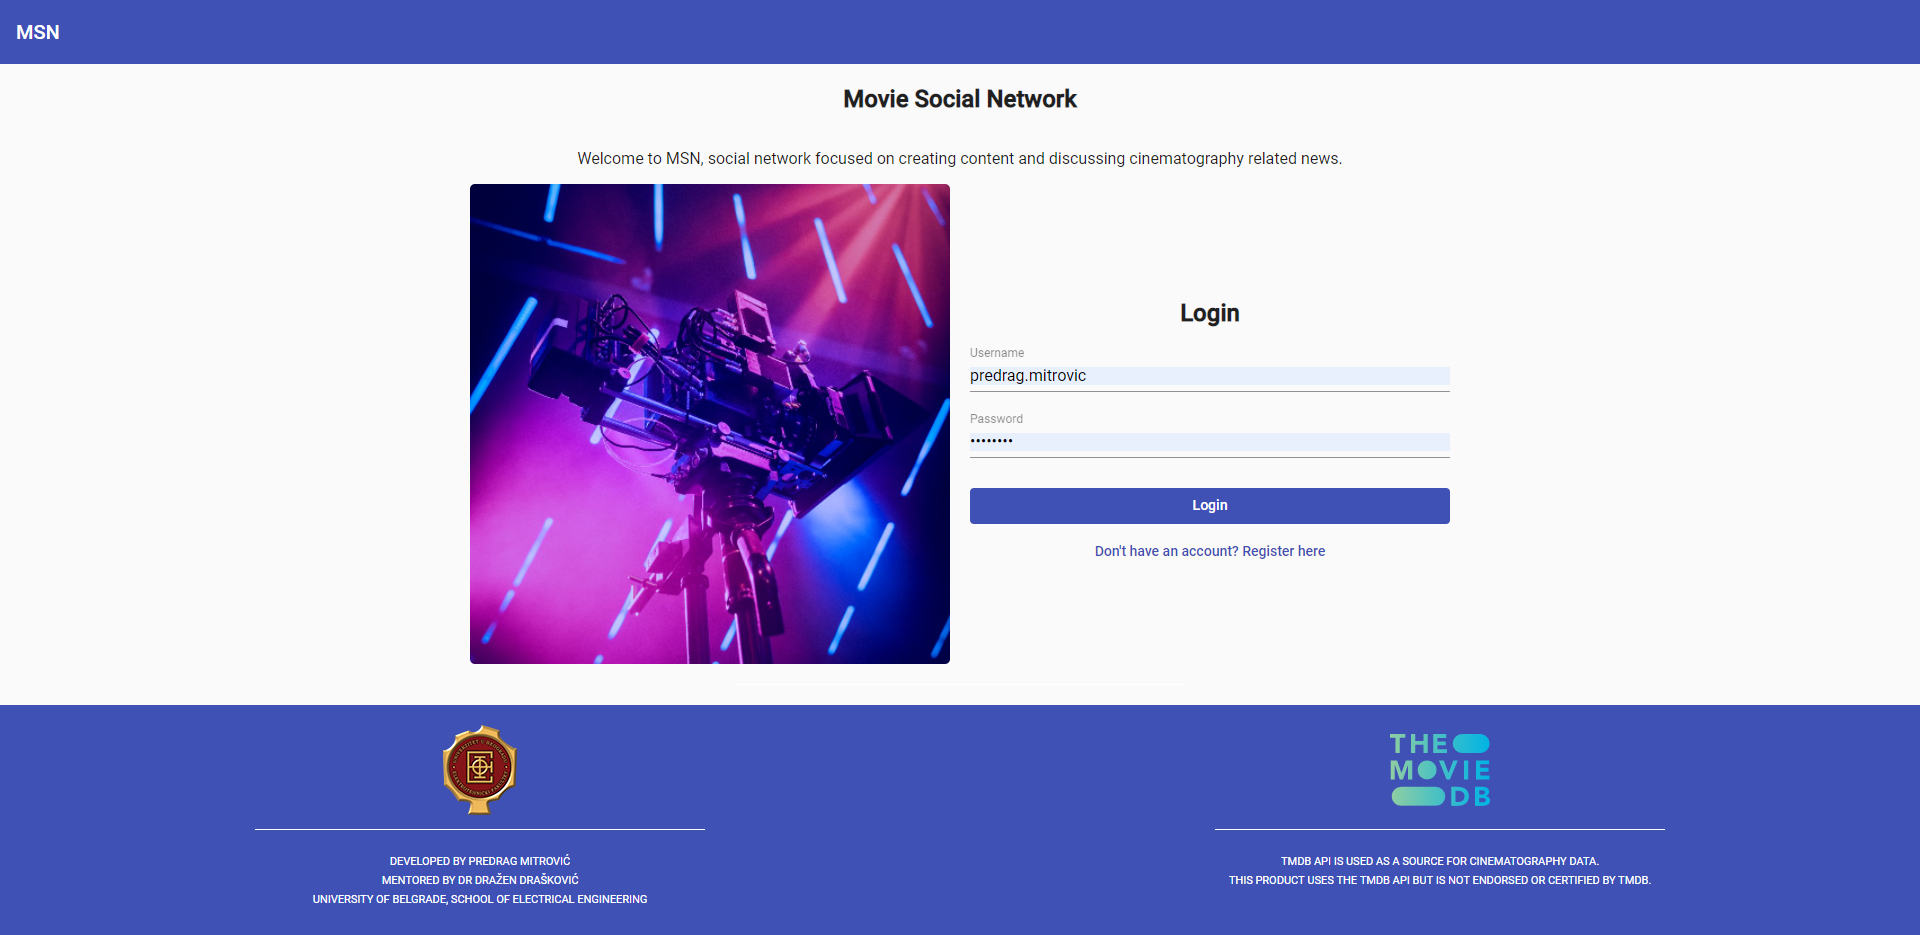 MSN
Movie Social Network
Welcome to MSN, social network focused on creating content and discussing cinematography related news.
Login
Username
predrag.mitrovic
Password
••••••••
Login
Don't have an account? Register here
THE
MOVIE
DB
DEVELOPED BY PREDRAG MITROVIĆ
MENTORED BY DR DRAŽEN DRAŠKOVIĆ
UNIVERSITY OF BELGRADE, SCHOOL OF ELECTRICAL ENGINEERING
TMDB API IS USED AS A SOURCE FOR CINEMATOGRAPHY DATA.
THIS PRODUCT USES THE TMDB API BUT IS NOT ENDORSED OR CERTIFIED BY TMDB.